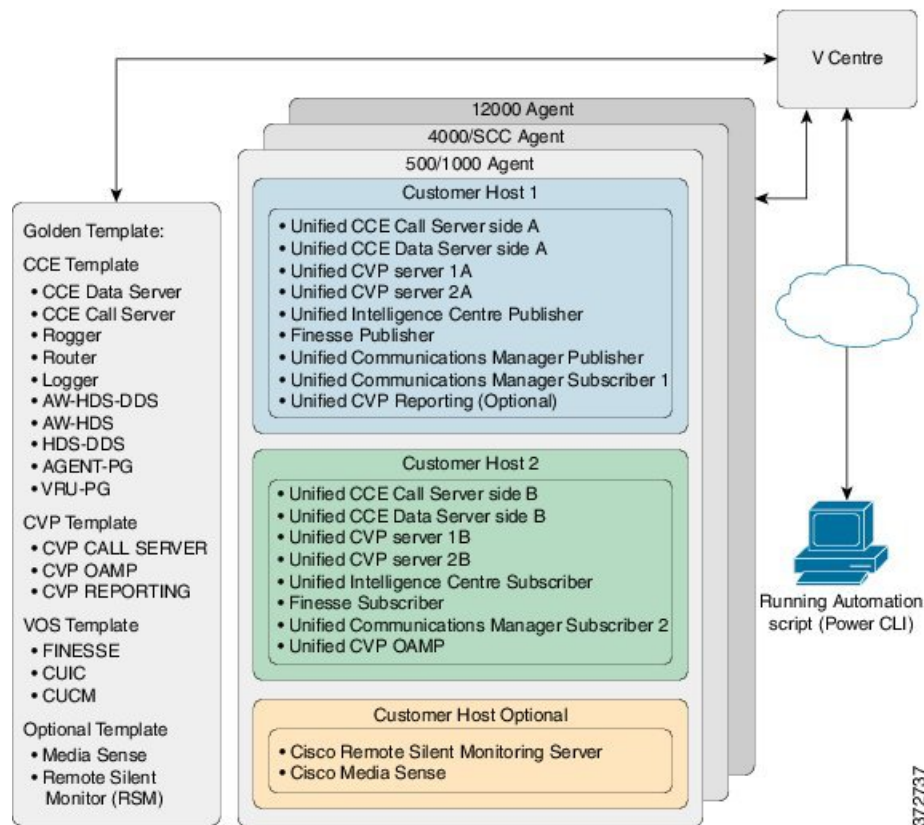 V Centre
12000 Agent
4000/SCC Agent
500/1000 Agent
Golden Template:
CCE Template
• CCE Data Server
• CCE Call Server
• Rogger
• Router
• Logger
• AW-HDS-DDS
• AW-HDS
• HDS-DDS
• AGENT-PG
• VRU-PG
CVP Template
• CVP CALL SERVER
• CVP OAMP
• CVP REPORTING
VOS Template
• FINESSE
• CUIC
• CUCM
Optional Template
• Media Sense
• Remote Silent
Monitor (RSM)
Customer Host 1
• Unified CCE Call Server side A
• Unified CCE Data Server side A
• Unified CVP server 1A
• Unified CVP server 2A
• Unified Intelligence Centre Publisher
• Finesse Publisher
• Unified Communications Manager Publisher
• Unified Communications Manager Subscriber 1
• Unified CVP Reporting (Optional)
Customer Host 2
• Unified CCE Call Server side B
• Unified CCE Data Server side B
• Unified CVP server 1B
• Unified CVP server 2B
• Unified Intelligence Centre Subscriber
• Finesse Subscriber
• Unified Communications Manager Subscriber 2
• Unified CVP OAMP
Customer Host Optional
• Cisco Remote Silent Monitoring Server
• Cisco Media Sense
Running Automation
script (Power CLI)
372737